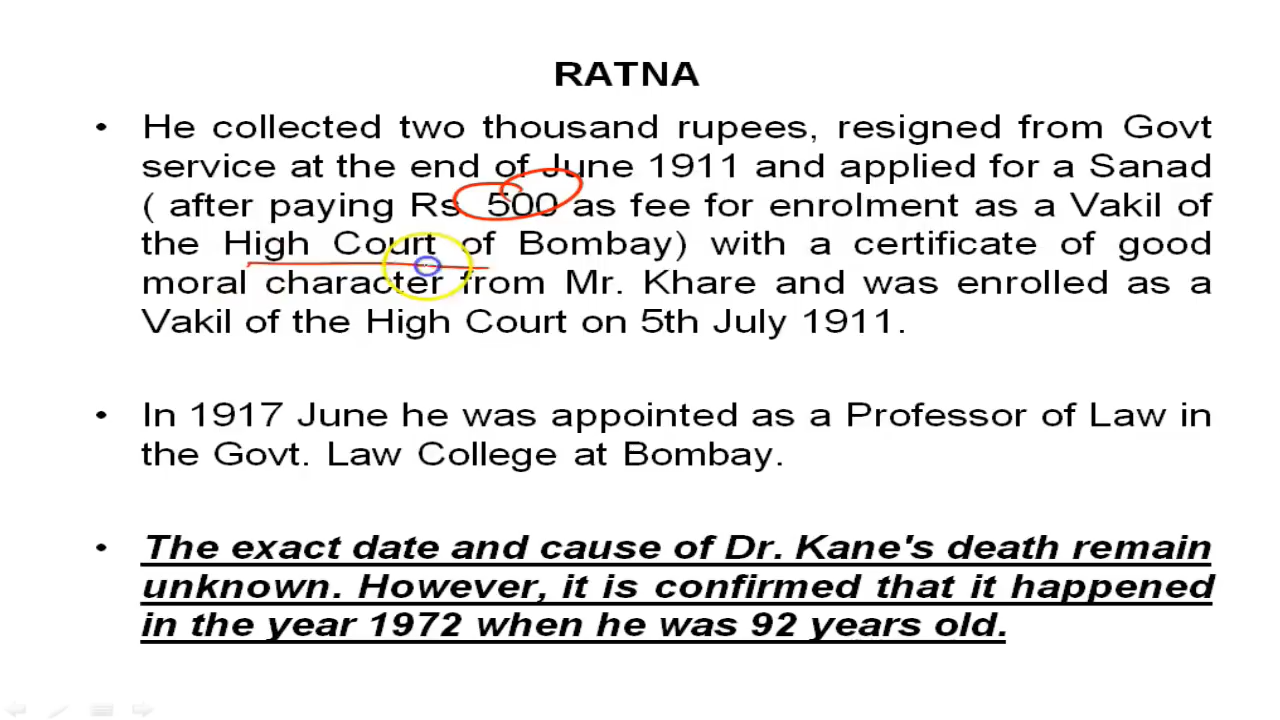 RATNA
• He collected two thousand rupees, resigned from Govt
service at the end of June 1911 and applied for a Sanad
( after paying Rs 500 as fee for enrolment as a Vakil of
the High Court of Bombay) with a certificate of good
moral character from Mr. Khare and was enrolled as a
Vakil of the High Court on 5th July 1911.
• In 1917 June he was appointed as a Professor of Law in
the Govt. Law College at Bombay.
• The exact date and cause of Dr. Kane's death remain
unknown. However, it is confirmed that it happened
in the year 1972 when he was 92 years old.